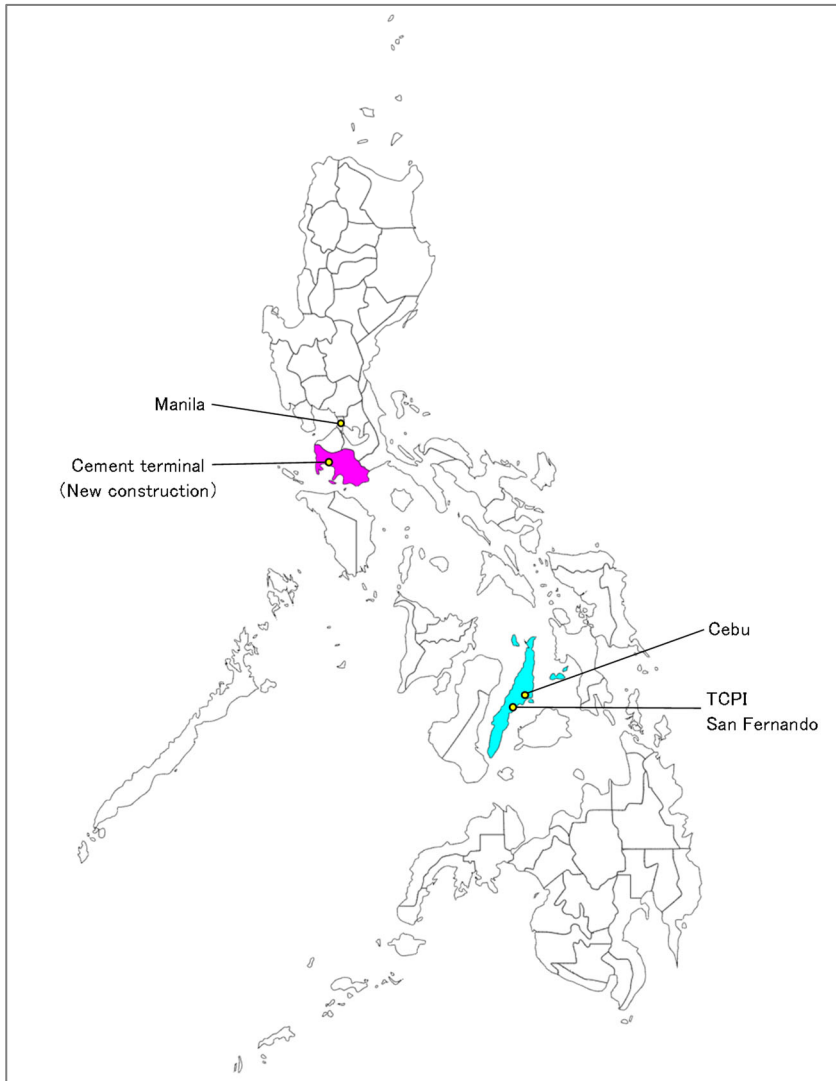 Manila
Cement terminal
(New construction)
Cebu
TCPI
San Fernando